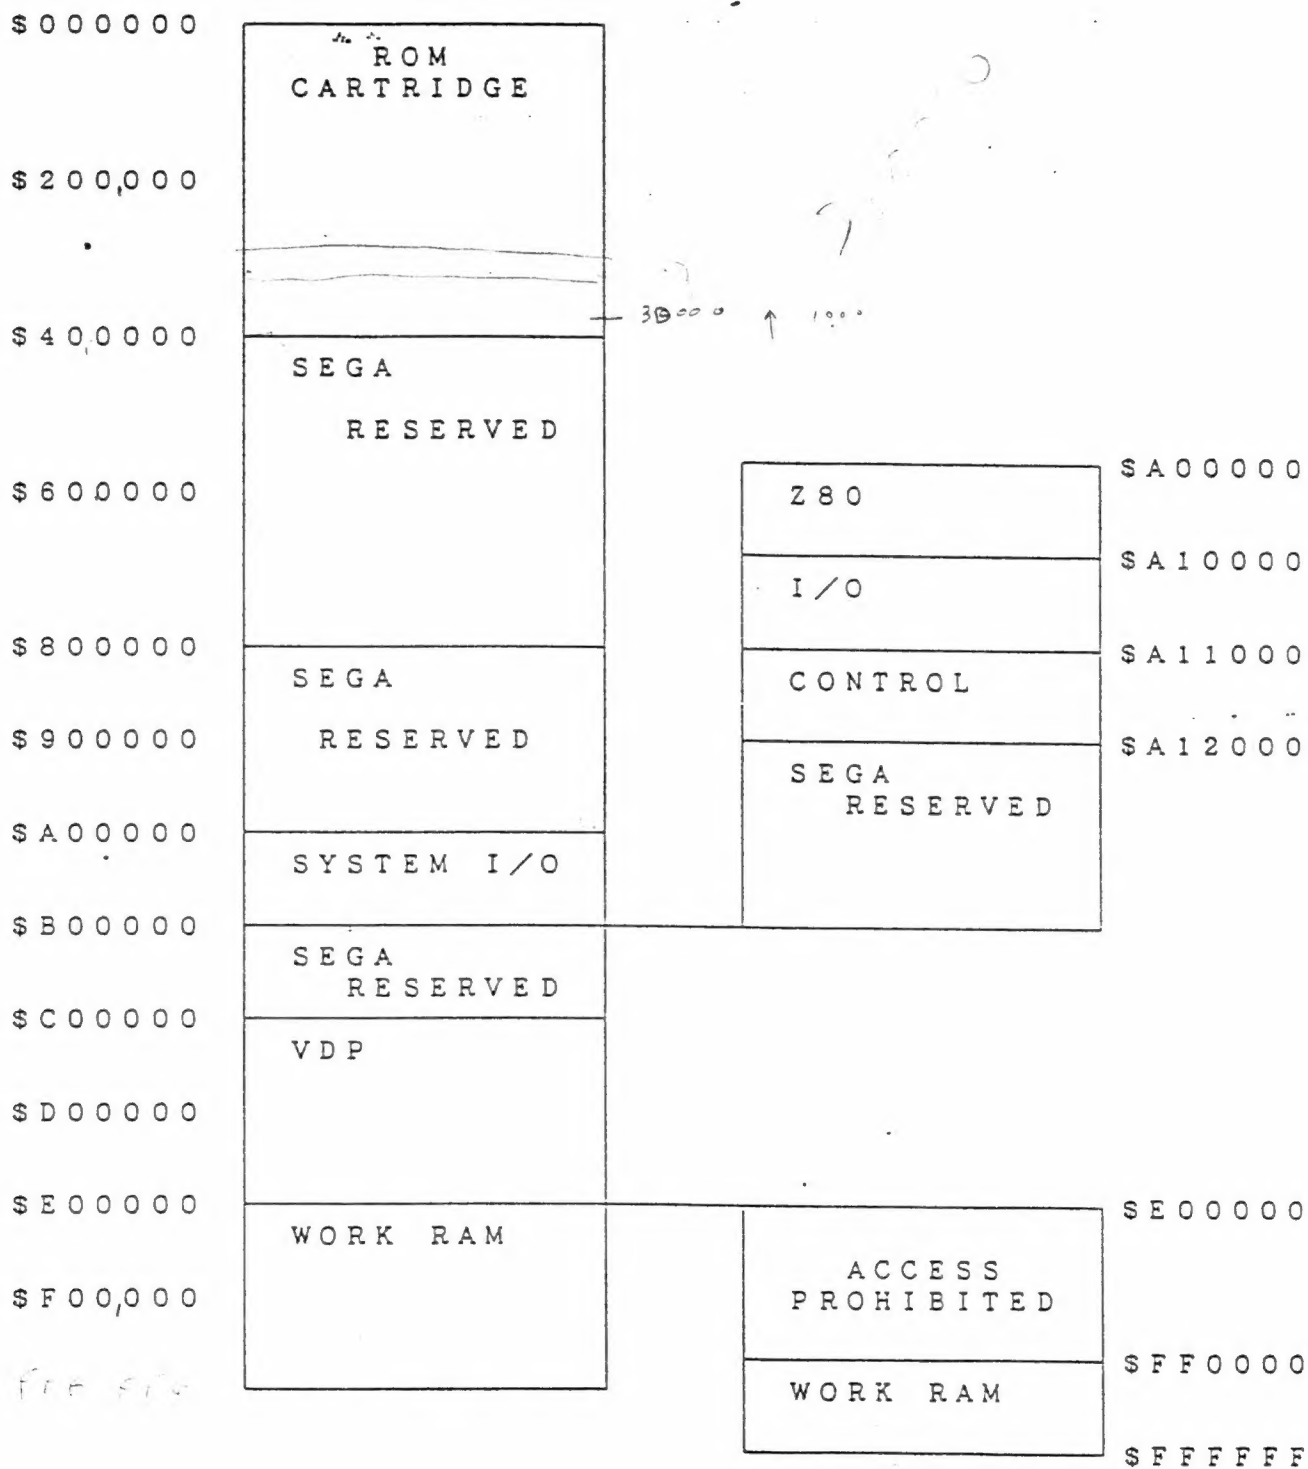 $000000
ROM
CARTRIDGE
$200,000
$400000
SEGA
RESERVED
$600000
$800000
SEGA
$900000
RESERVED
$A00000
SYSTEM I/O
$B00000
SEGA
RESERVED
$C00000
VDP
$D00000
$E00000
WORK RAM
$F00,000
$A00000
Z80
$A10000
I/O
$A11000
CONTROL
$A12000
SEGA
RESERVED
$E00000
ACCESS
PROHIBITED
$FF0000
WORK RAM
$FFFFFF